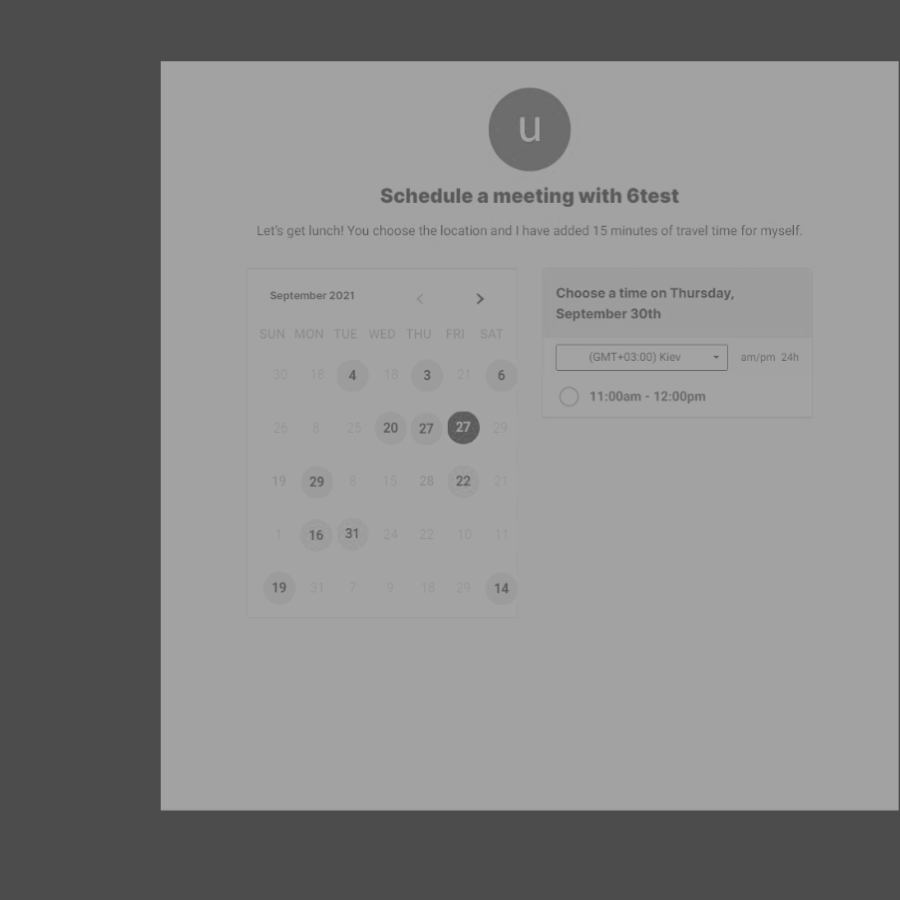 u
Schedule a meeting with 6test
Let's get lunch! You choose the location and I have added 15 minutes of travel time for myself.
September 2021
SUN MON TUE WED THU FRI SAT
30 16 4 18 3 21 6
26 8 25 20 27 27 29
19 29 8 15 28 22 21
1 16 31 24 22 10 11
19 31 7 9 18 29 14
Choose a time on Thursday,
September 30th
(GMT+03:00) Kiev am/pm 24h
11:00am - 12:00pm